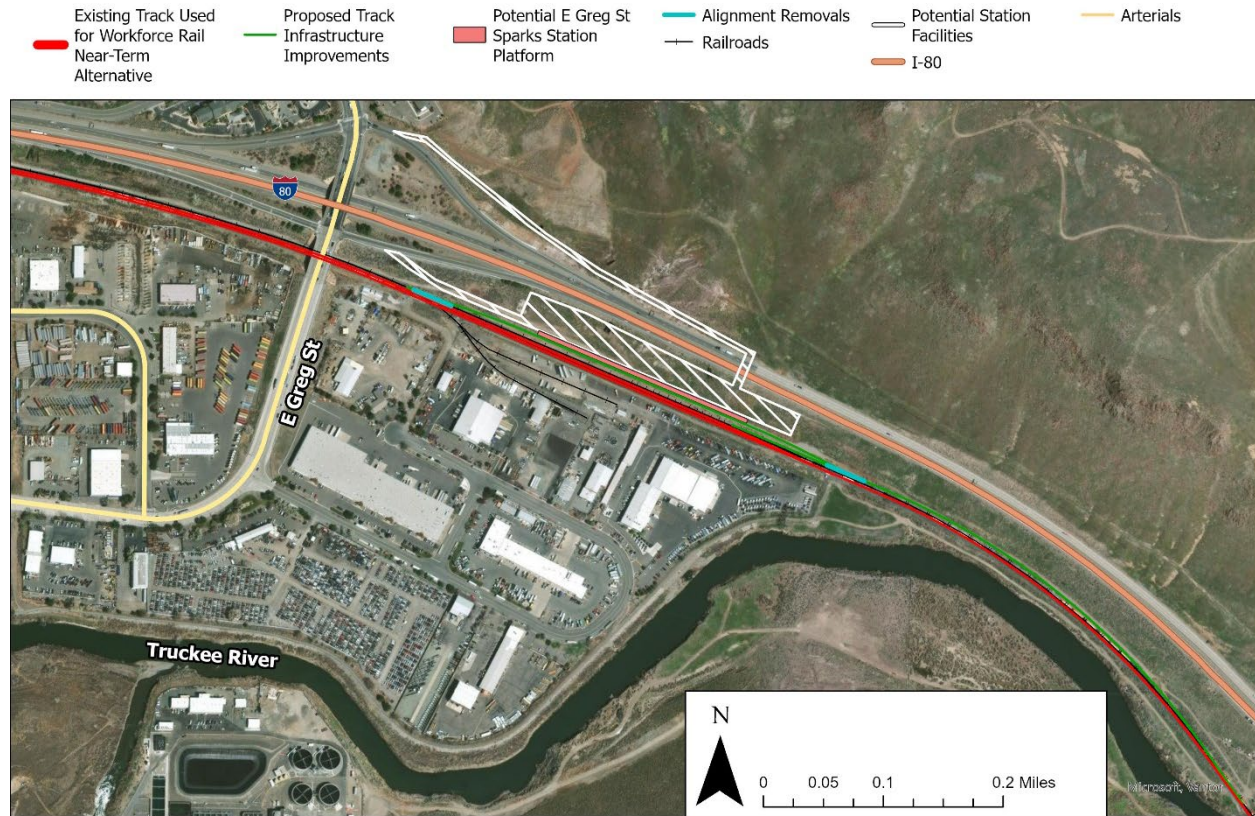 Existing Track Used
for Workforce Rail
Near-Term
Alternative
Proposed Track
Infrastructure
Improvements
Potential E Greg St
Sparks Station
Platform
Alignment Removals
Railroads
Potential Station
Facilities
I-80
Arterials
80
E Greg St
Truckee River
N
0 0.05 0.1 0.2 Miles
Microsoft, Vantor